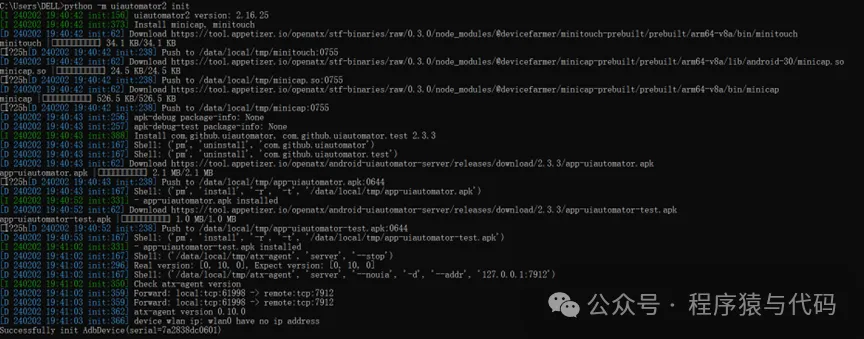 C:\Users\DELL>python -m uiautomator2 init
[I 240202 19:40:42 init:156] uiautomator2 version: 2.16.25
[I 240202 19:40:42 init:373] Install minicap, minitouch
[D 240202 19:40:42 init:62] Download https://tool.appetizer.io/openatx/stf-binaries/raw/0.3.0/node_modules/@devicefarmer/minitouch-prebuilt/prebuilt/arm64-v8a/bin/minitouch
minitouch | 34.1 KB/34.1 KB
[?25h[D 240202 19:40:42 init:238] Push to /data/local/tmp/minitouch:0755
[D 240202 19:40:42 init:62] Download https://tool.appetizer.io/openatx/stf-binaries/raw/0.3.0/node_modules/@devicefarmer/minicap-prebuilt/prebuilt/arm64-v8a/lib/android-30/minicap.so
minicap.so | 24.5 KB/24.5 KB
[?25h[D 240202 19:40:42 init:238] Push to /data/local/tmp/minicap.so:0755
[D 240202 19:40:42 init:62] Download https://tool.appetizer.io/openatx/stf-binaries/raw/0.3.0/node_modules/@devicefarmer/minicap-prebuilt/prebuilt/arm64-v8a/bin/minicap
minicap | 526.5 KB/526.5 KB
[?25h[D 240202 19:40:42 init:238] Push to /data/local/tmp/minicap:0755
[D 240202 19:40:43 init:256] apk-debug package-info: None
[D 240202 19:40:43 init:257] apk-debug-test package-info: None
[I 240202 19:40:43 init:388] Install com.github.uiautomator, com.github.uiautomator.test 2.3.3
[D 240202 19:40:43 init:167] Shell: ('pm', 'uninstall', 'com.github.uiautomator')
[D 240202 19:40:43 init:167] Shell: ('pm', 'uninstall', 'com.github.uiautomator.test')
[D 240202 19:40:43 init:62] Download https://tool.appetizer.io/openatx/android-uiautomator-server/releases/download/2.3.3/app-uiautomator.apk
app-uiautomator.apk | 2.1 MB/2.1 MB
[?25h[D 240202 19:40:43 init:238] Push to /data/local/tmp/app-uiautomator.apk:0644
[D 240202 19:40:43 init:167] Shell: ('pm', 'install', '-r', '-t', '/data/local/tmp/app-uiautomator.apk')
[I 240202 19:40:52 init:331] - app-uiautomator.apk installed
[D 240202 19:40:52 init:62] Download https://tool.appetizer.io/openatx/android-uiautomator-server/releases/download/2.3.3/app-uiautomator-test.apk
app-uiautomator-test.apk | 1.0 MB/1.0 MB
[?25h[D 240202 19:40:52 init:238] Push to /data/local/tmp/app-uiautomator-test.apk:0644
[D 240202 19:40:53 init:167] Shell: ('pm', 'install', '-r', '-t', '/data/local/tmp/app-uiautomator-test.apk')
[I 240202 19:41:02 init:331] - app-uiautomator-test.apk installed
[D 240202 19:41:02 init:167] Shell: ('/data/local/tmp/atx-agent', 'server', '--stop')
[D 240202 19:41:02 init:296] Real version: [0, 10, 0], Expect version: [0, 10, 0]
[D 240202 19:41:02 init:167] Shell: ('/data/local/tmp/atx-agent', 'server', '--nouia', '-d', '--addr', '127.0.0.1:7912')
[I 240202 19:41:02 init:350] Check atx-agent version
[D 240202 19:41:02 init:359] Forward: local:tcp:61998 -> remote:tcp:7912
[D 240202 19:41:03 init:359] Forward: local:tcp:61998 -> remote:tcp:7912
[D 240202 19:41:03 init:362] atx-agent version 0.10.0
[D 240202 19:41:03 init:366] device wlan ip: wlan0 have no ip address
Successfully init AdbDevice(serial=7a2838dc0601)
公众号 · 程序猿与代码